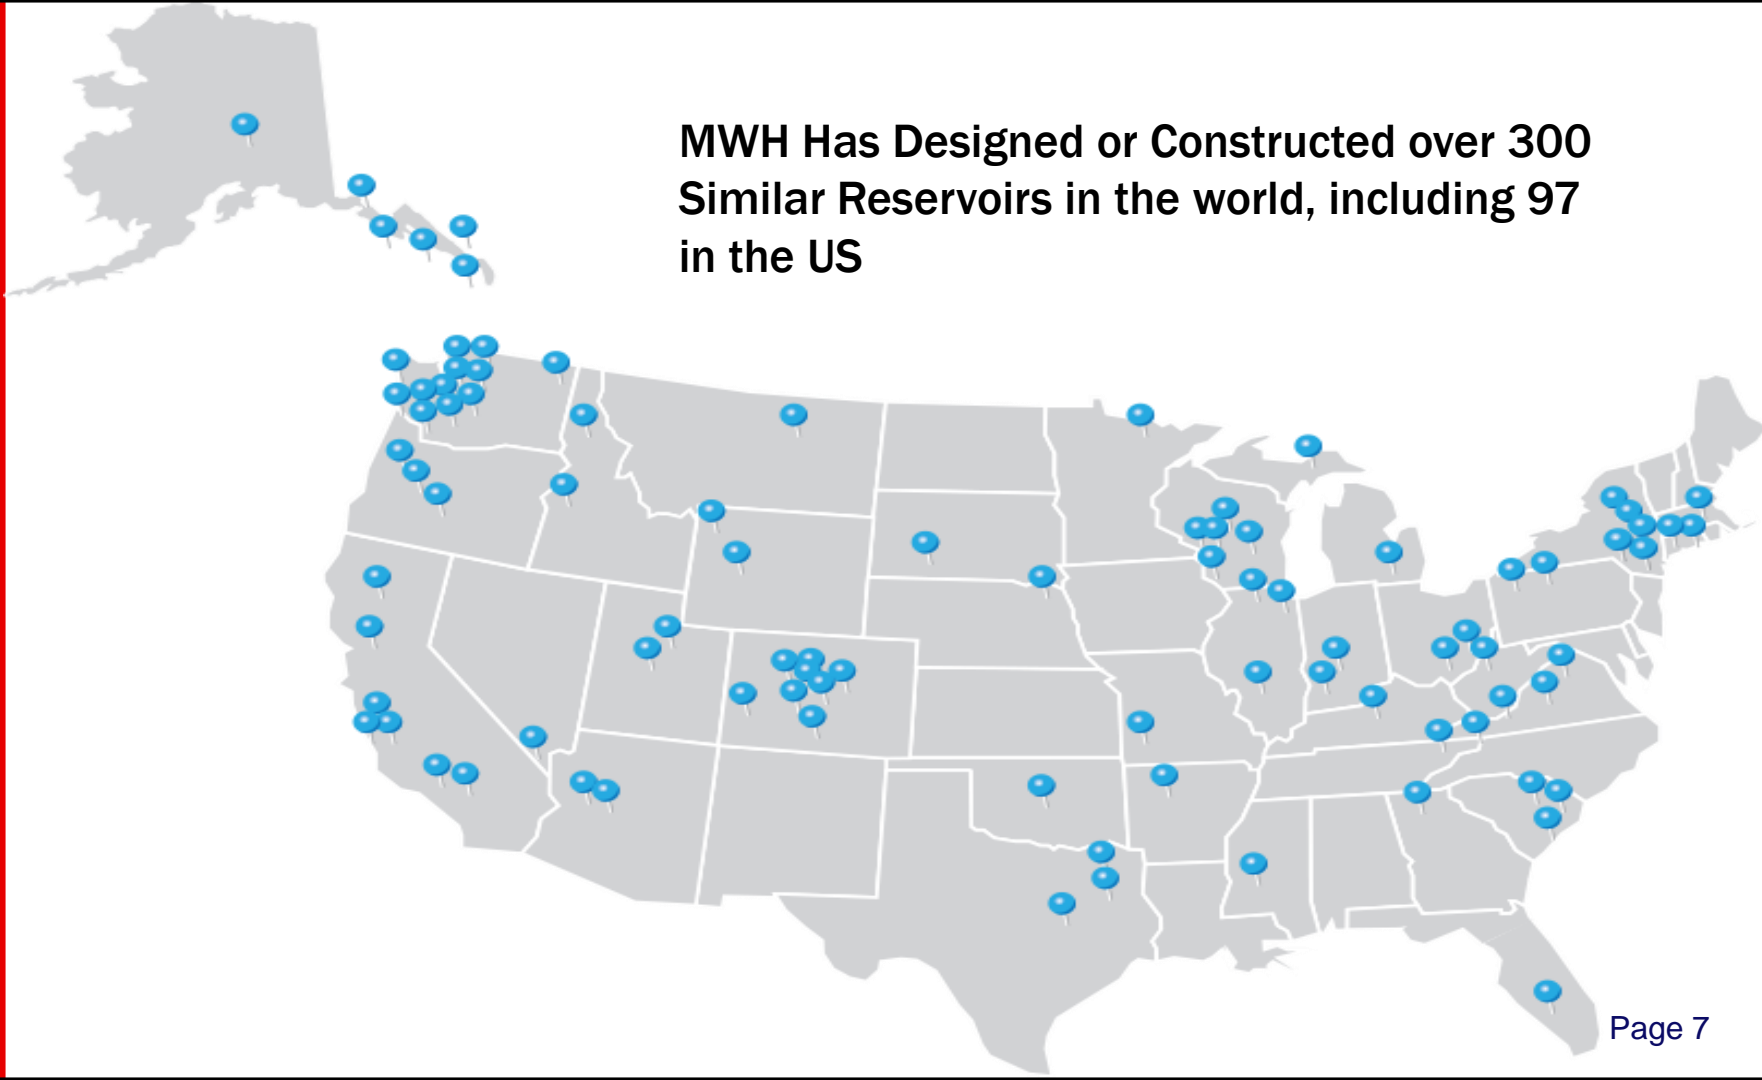 MWH Has Designed or Constructed over 300
Similar Reservoirs in the world, including 97
in the US
Page 7